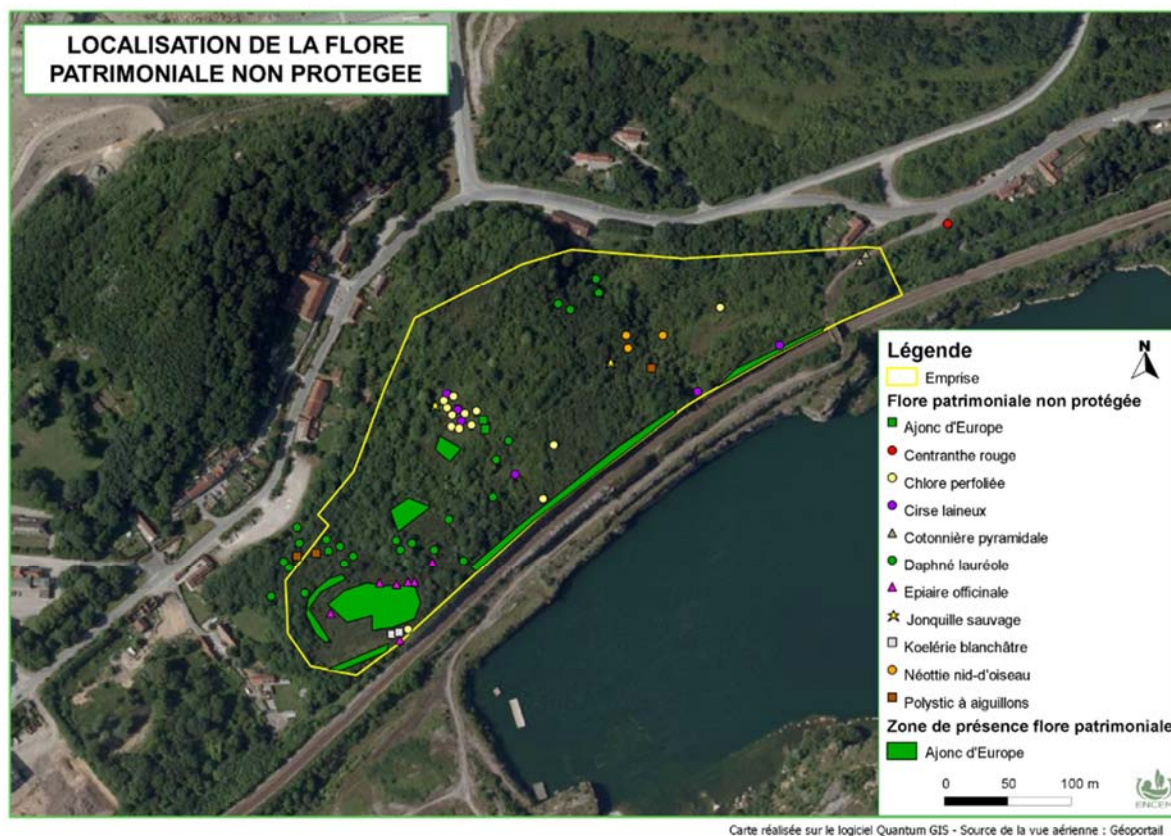 LOCALISATION DE LA FLORE
PATRIMONIALE NON PROTEGEE
Légende
N
Emprise
Flore patrimoniale non protégée
Ajonc d'Europe
Centranthe rouge
Chlore perfoliée
Cirse laineux
Cotonnière pyramidale
Daphné lauréole
Epiaire officinale
Jonquille sauvage
Koelérie blanchâtre
Néottie nid-d'oiseau
Polystic à aiguillons
Zone de présence flore patrimoniale
Ajonc d'Europe
0 50 100 m
ENCEM
Carte réalisée sur le logiciel Quantum GIS - Source de la vue aérienne : Géoportail